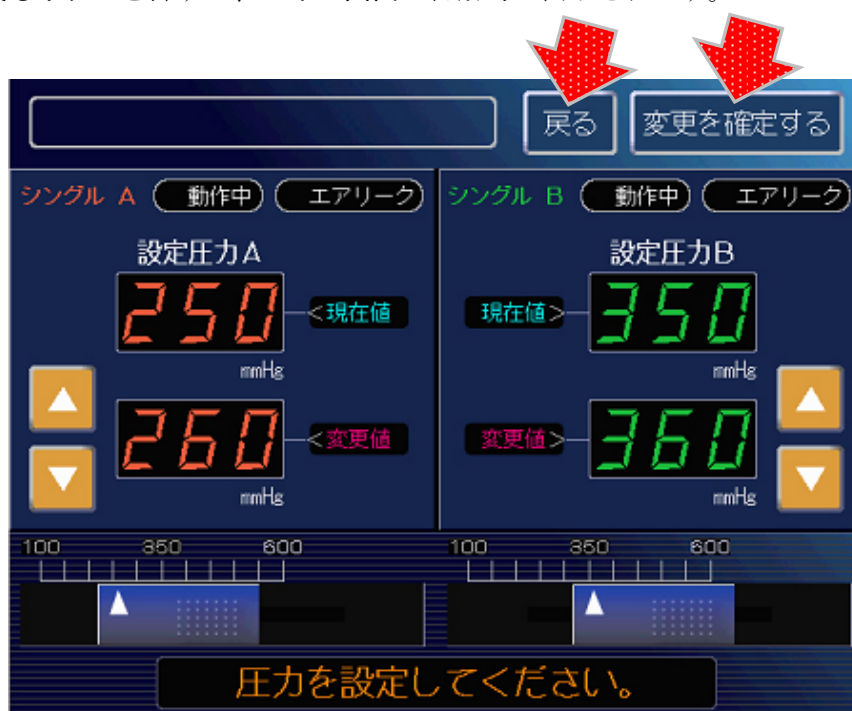 戻る 変更を確定する
シングル A 動作中 エアリーク シングル B 動作中 エアリーク
設定圧力A 設定圧力B
250 <現在値 現在値> 350
mmHg mmHg
260 <変更値 変更値> 360
mmHg mmHg
100 350 600 100 350 600
圧力を設定してください。